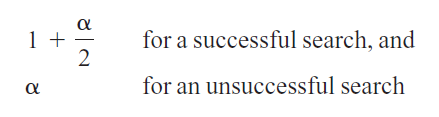 1 + α/2 for a successful search, and
α for an unsuccessful search